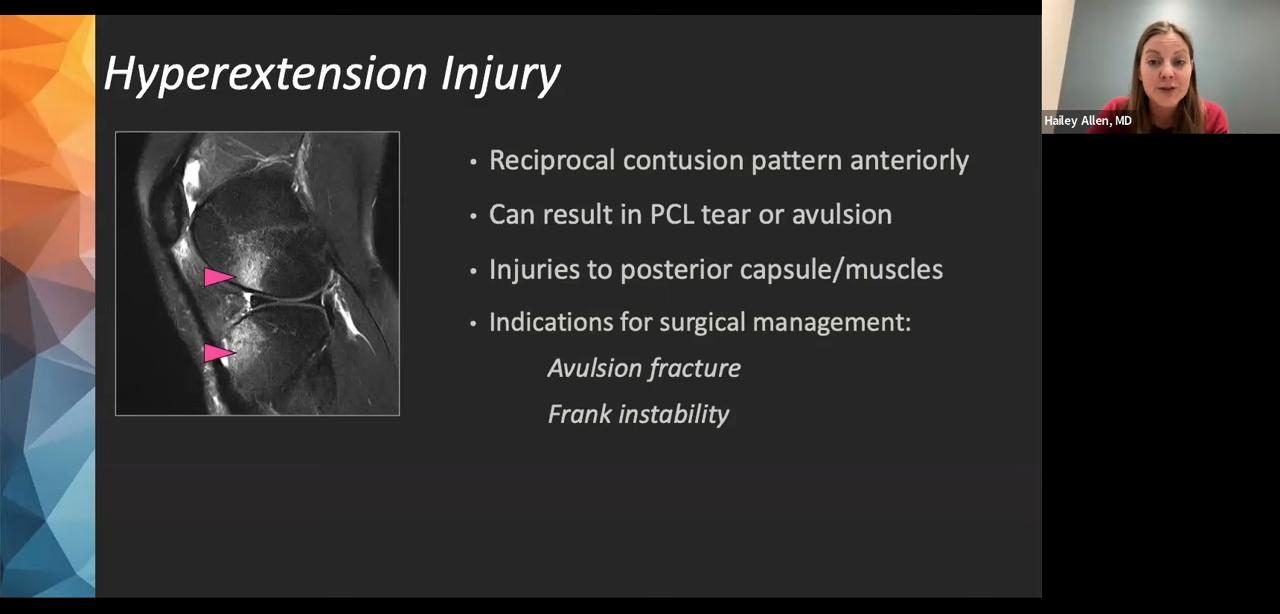 Hyperextension Injury
Hailey Allen, MD
• Reciprocal contusion pattern anteriorly
• Can result in PCL tear or avulsion
• Injuries to posterior capsule/muscles
• Indications for surgical management:
Avulsion fracture
Frank instability